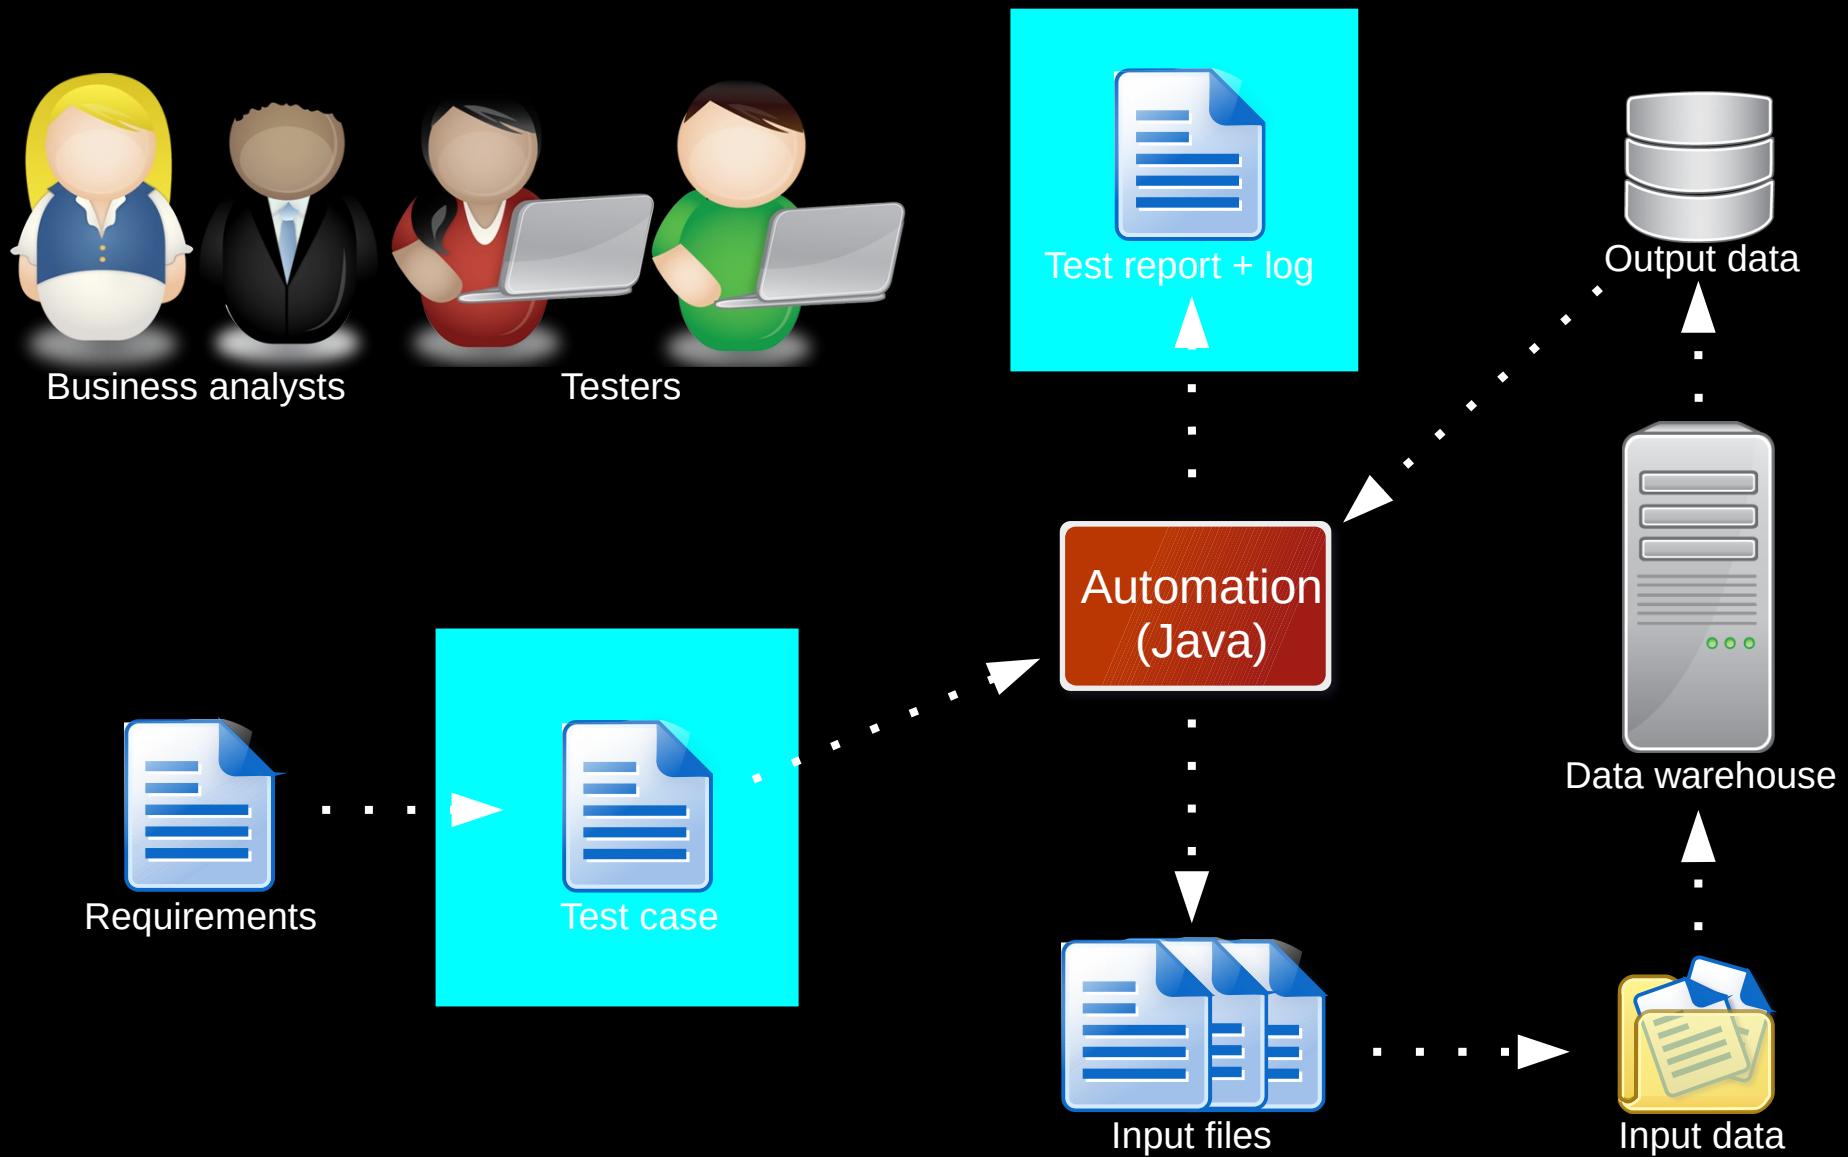 Business analysts
Testers
Test report + log
Output data
Automation
(Java)
Data warehouse
Requirements
Test case
Input files
Input data